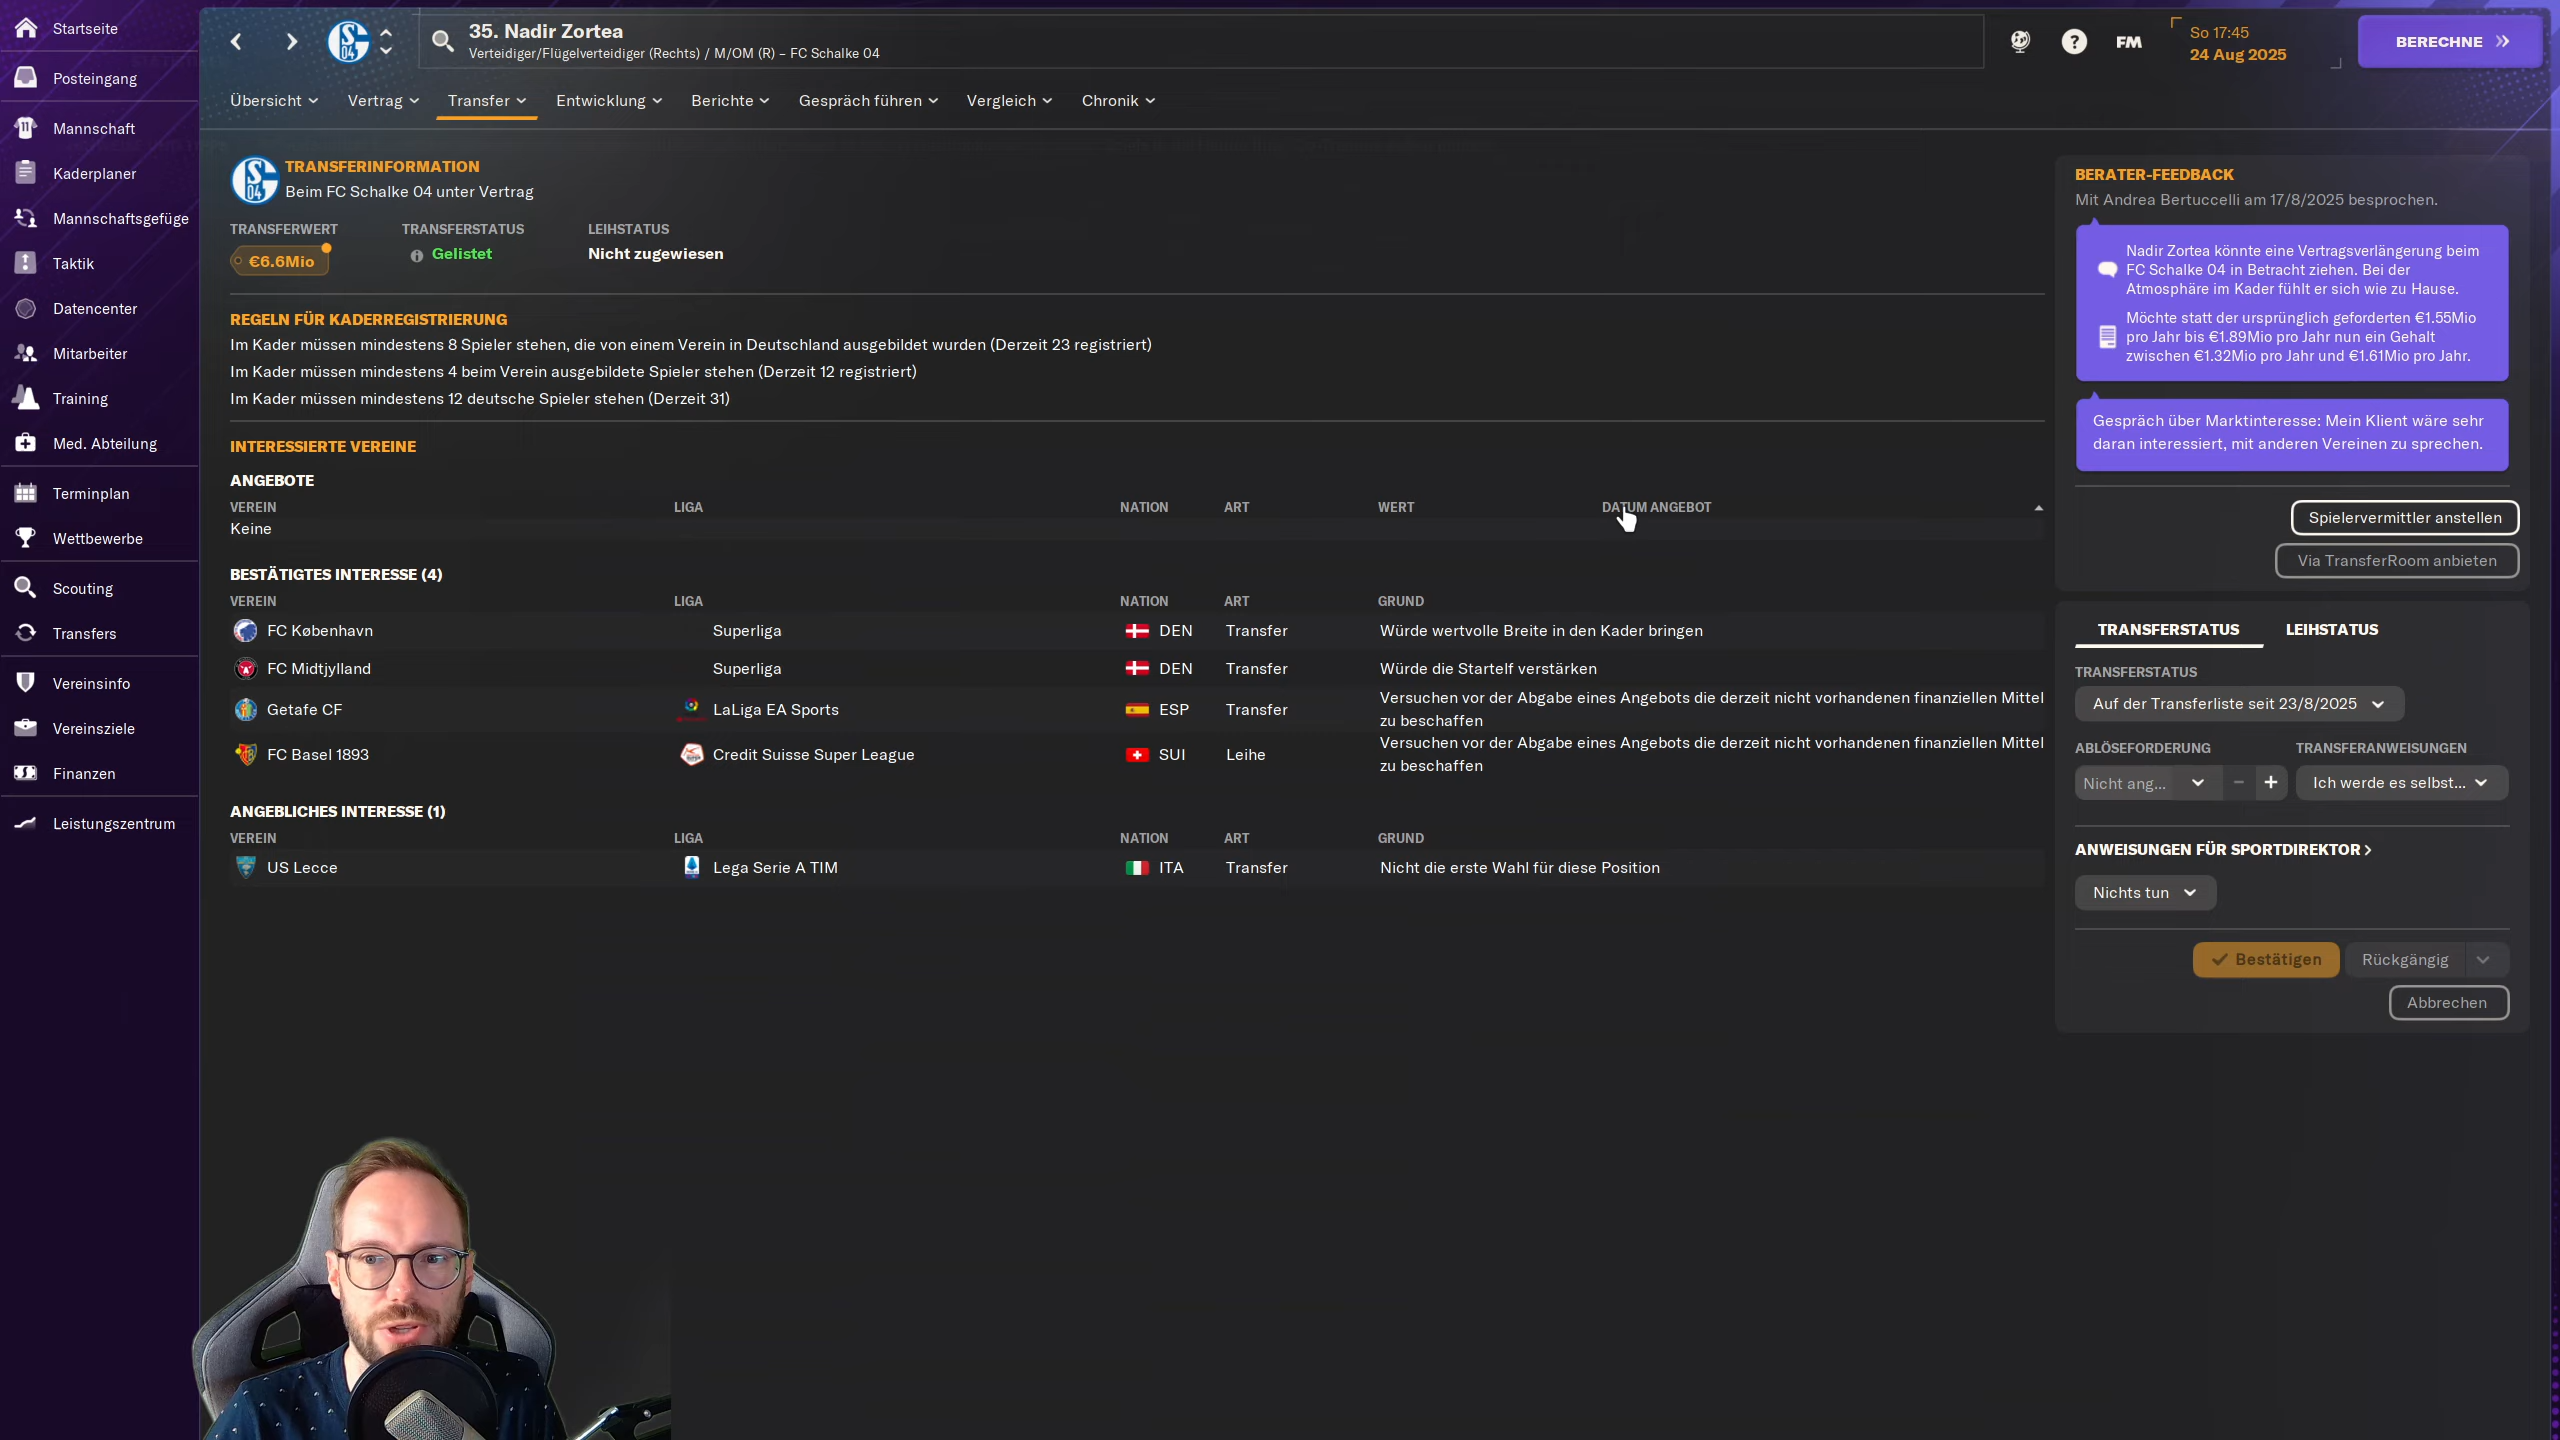 Startseite
Posteingang
Mannschaft
Kaderplaner
Mannschaftsgefüge
Taktik
Datencenter
Mitarbeiter
Training
Med. Abteilung
Terminplan
Wettbewerbe
Scouting
Transfers
Vereinsinfo
Vereinsziele
Finanzen
Leistungszentrum
35. Nadir Zortea
Verteidiger/Flügelverteidiger (Rechts) / M/OM (R) – FC Schalke 04
FM
So 17:45
24 Aug 2025
BERECHNE
Übersicht
Vertrag
Transfer
Entwicklung
Berichte
Gespräch führen
Vergleich
Chronik
TRANSFERINFORMATION
Beim FC Schalke 04 unter Vertrag
TRANSFERWERT TRANSFERSTATUS LEIHSTATUS
€6.6Mio Gelistet Nicht zugewiesen
REGELN FÜR KADERREGISTRIERUNG
Im Kader müssen mindestens 8 Spieler stehen, die von einem Verein in Deutschland ausgebildet wurden (Derzeit 23 registriert)
Im Kader müssen mindestens 4 beim Verein ausgebildete Spieler stehen (Derzeit 12 registriert)
Im Kader müssen mindestens 12 deutsche Spieler stehen (Derzeit 31)
INTERESSIERTE VEREINE
ANGEBOTE
VEREIN LIGA NATION ART WERT DATUM ANGEBOT
Keine
BESTÄTIGTES INTERESSE (4)
VEREIN LIGA NATION ART GRUND
FC København Superliga DEN Transfer Würde wertvolle Breite in den Kader bringen
FC Midtjylland Superliga DEN Transfer Würde die Startelf verstärken
Getafe CF LaLiga EA Sports ESP Transfer Versuchen vor der Abgabe eines Angebots die derzeit nicht vorhandenen finanziellen Mittel
zu beschaffen
FC Basel 1893 Credit Suisse Super League SUI Leihe Versuchen vor der Abgabe eines Angebots die derzeit nicht vorhandenen finanziellen Mittel
zu beschaffen
ANGEBLICHES INTERESSE (1)
VEREIN LIGA NATION ART GRUND
US Lecce Lega Serie A TIM ITA Transfer Nicht die erste Wahl für diese Position
BERATER-FEEDBACK
Mit Andrea Bertuccelli am 17/8/2025 besprochen.
Nadir Zortea könnte eine Vertragsverlängerung beim
FC Schalke 04 in Betracht ziehen. Bei der
Atmosphäre im Kader fühlt er sich wie zu Hause.
Möchte statt der ursprünglich geforderten €1.55Mio
pro Jahr bis €1.89Mio pro Jahr nun ein Gehalt
zwischen €1.32Mio pro Jahr und €1.61Mio pro Jahr.
Gespräch über Marktinteresse: Mein Klient wäre sehr
daran interessiert, mit anderen Vereinen zu sprechen.
Spielervermittler anstellen
Via TransferRoom anbieten
TRANSFERSTATUS LEIHSTATUS
TRANSFERSTATUS
Auf der Transferliste seit 23/8/2025
ABLÖSEFORDERUNG TRANSFERANWEISUNGEN
Nicht ang... Ich werde es selbst...
ANWEISUNGEN FÜR SPORTDIREKTOR
Nichts tun
Bestätigen Rückgängig
Abbrechen